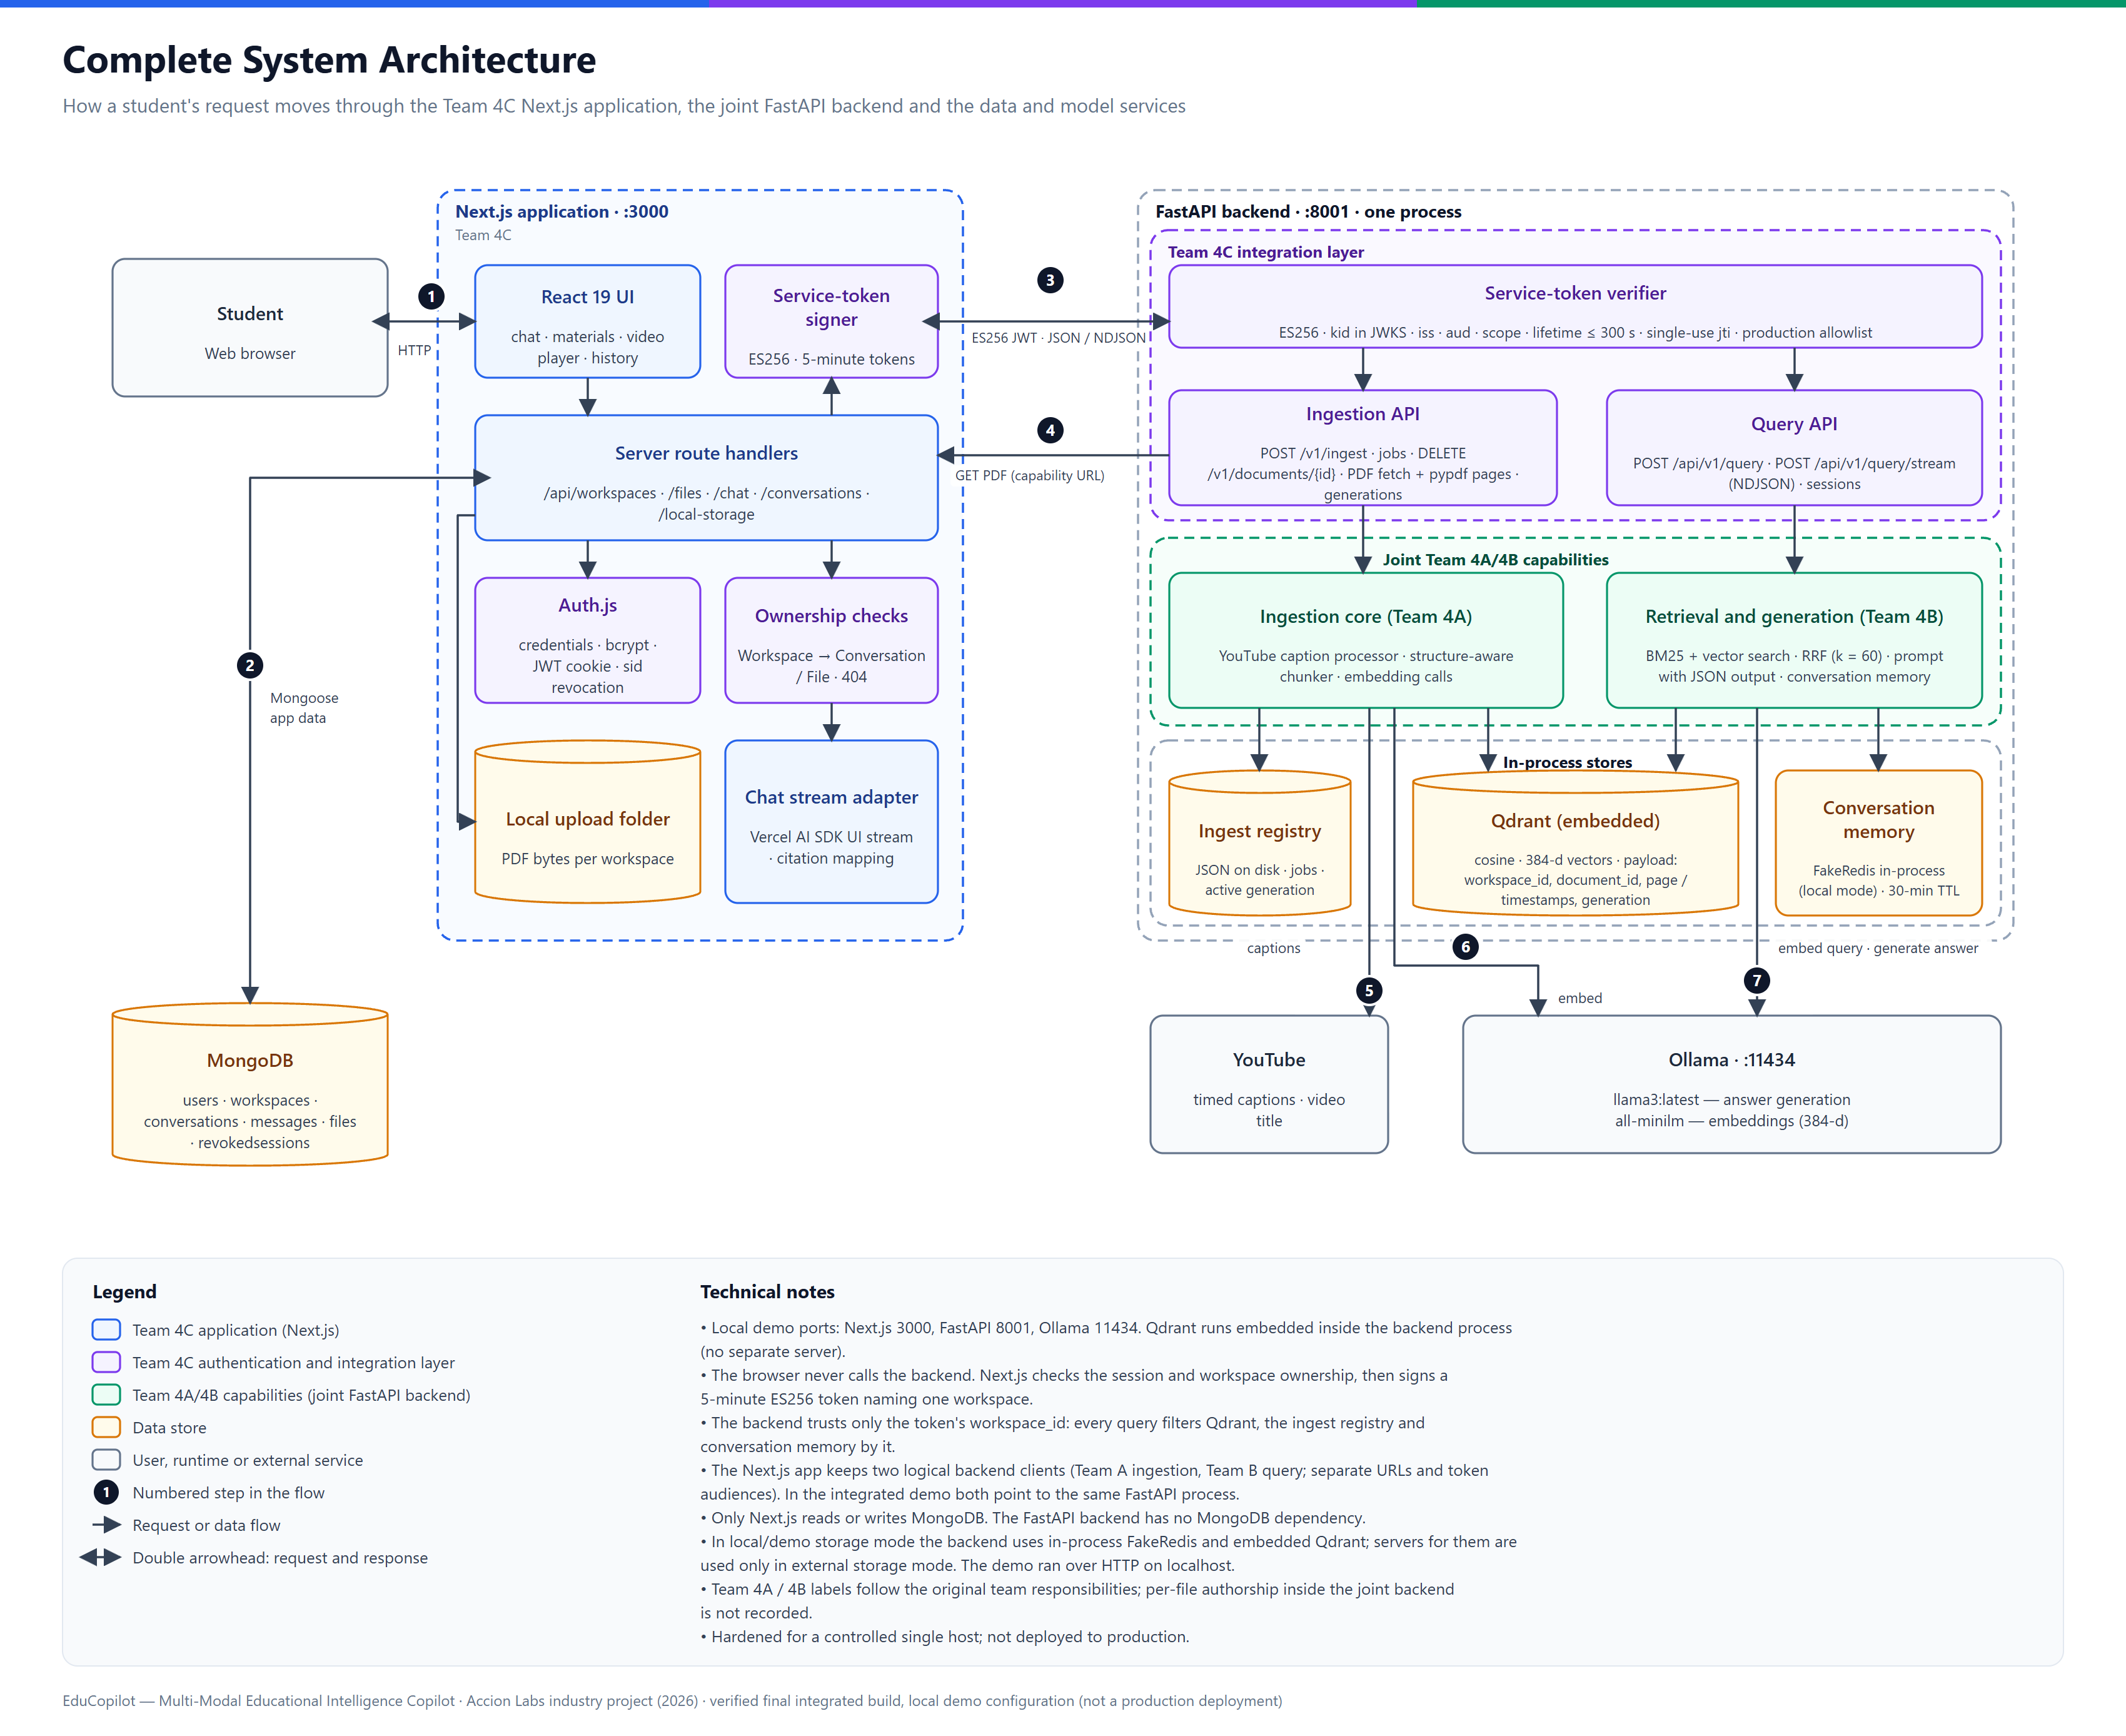 Complete System Architecture
How a student's request moves through the Team 4C Next.js application, the joint FastAPI backend and the data and model services
Student
Web browser
1
HTTP
Next.js application · :3000
Team 4C
React 19 UI
chat · materials · video
player · history
Service-token
signer
ES256 · 5-minute tokens
Server route handlers
/api/workspaces · /files · /chat · /conversations ·
/local-storage
Auth.js
credentials · bcrypt ·
JWT cookie · sid
revocation
Ownership checks
Workspace → Conversation
/ File · 404
Local upload folder
PDF bytes per workspace
Chat stream adapter
Vercel AI SDK UI stream
· citation mapping
2
Mongoose
app data
MongoDB
users · workspaces ·
conversations · messages · files
· revokedsessions
3
ES256 JWT · JSON / NDJSON
4
GET PDF (capability URL)
FastAPI backend · :8001 · one process
Team 4C integration layer
Service-token verifier
ES256 · kid in JWKS · iss · aud · scope · lifetime ≤ 300 s · single-use jti · production allowlist
Ingestion API
POST /v1/ingest · jobs · DELETE
/v1/documents/{id} · PDF fetch + pypdf pages ·
generations
Query API
POST /api/v1/query · POST /api/v1/query/stream
(NDJSON) · sessions
Joint Team 4A/4B capabilities
Ingestion core (Team 4A)
YouTube caption processor · structure-aware
chunker · embedding calls
Retrieval and generation (Team 4B)
BM25 + vector search · RRF (k = 60) · prompt
with JSON output · conversation memory
In-process stores
Ingest registry
JSON on disk · jobs ·
active generation
Qdrant (embedded)
cosine · 384-d vectors · payload:
workspace_id, document_id, page /
timestamps, generation
Conversation
memory
FakeRedis in-process
(local mode) · 30-min TTL
captions
6
embed query · generate answer
5
embed
7
YouTube
timed captions · video
title
Ollama · :11434
llama3:latest — answer generation
all-minilm — embeddings (384-d)
Legend
Team 4C application (Next.js)
Team 4C authentication and integration layer
Team 4A/4B capabilities (joint FastAPI backend)
Data store
User, runtime or external service
1 Numbered step in the flow
Request or data flow
Double arrowhead: request and response
Technical notes
• Local demo ports: Next.js 3000, FastAPI 8001, Ollama 11434. Qdrant runs embedded inside the backend process
(no separate server).
• The browser never calls the backend. Next.js checks the session and workspace ownership, then signs a
5-minute ES256 token naming one workspace.
• The backend trusts only the token's workspace_id: every query filters Qdrant, the ingest registry and
conversation memory by it.
• The Next.js app keeps two logical backend clients (Team A ingestion, Team B query; separate URLs and token
audiences). In the integrated demo both point to the same FastAPI process.
• Only Next.js reads or writes MongoDB. The FastAPI backend has no MongoDB dependency.
• In local/demo storage mode the backend uses in-process FakeRedis and embedded Qdrant; servers for them are
used only in external storage mode. The demo ran over HTTP on localhost.
• Team 4A / 4B labels follow the original team responsibilities; per-file authorship inside the joint backend
is not recorded.
• Hardened for a controlled single host; not deployed to production.
EduCopilot — Multi-Modal Educational Intelligence Copilot · Accion Labs industry project (2026) · verified final integrated build, local demo configuration (not a production deployment)